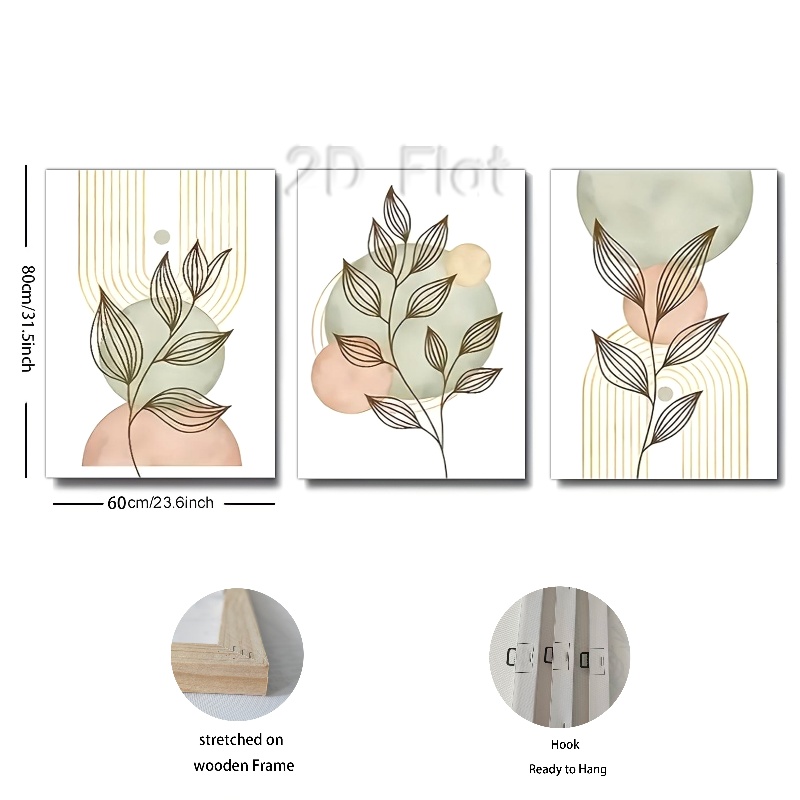 2D Flat
80cm/31.5inch
60cm/23.6inch
stretched on
wooden Frame
Hook
Ready to Hang